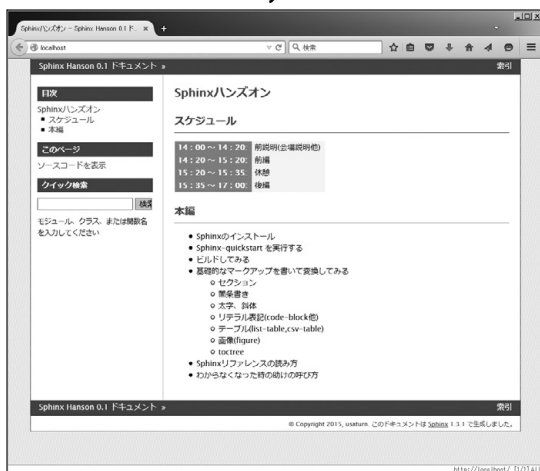 Sphinxハンズオン — Sphinx Hanson 0.1 ド…
localhost
検索
Sphinx Hanson 0.1 ドキュメント »
索引
目次
Sphinxハンズオン
スケジュール
本編
このページ
ソースコードを表示
クイック検索
検索
モジュール、クラス、または関数名
を入力してください
Sphinxハンズオン
スケジュール
14:00 ～ 14:20: 前説明(会場説明他)
14:20 ～ 15:20: 前編
15:20 ～ 15:35: 休憩
15:35 ～ 17:00: 後編
本編
Sphinxのインストール
Sphinx-quickstart を実行する
ビルドしてみる
基礎的なマークアップを書いて変換してみる
セクション
箇条書き
太字、斜体
リテラル表記(code-block他)
テーブル(list-table,csv-table)
画像(figure)
toctree
Sphinxリファレンスの読み方
わからなくなった時の助けの呼び方
Sphinx Hanson 0.1 ドキュメント »
索引
© Copyright 2015, usaturn. このドキュメントは Sphinx 1.3.1 で生成しました。
http://localhost/ [1/1] All